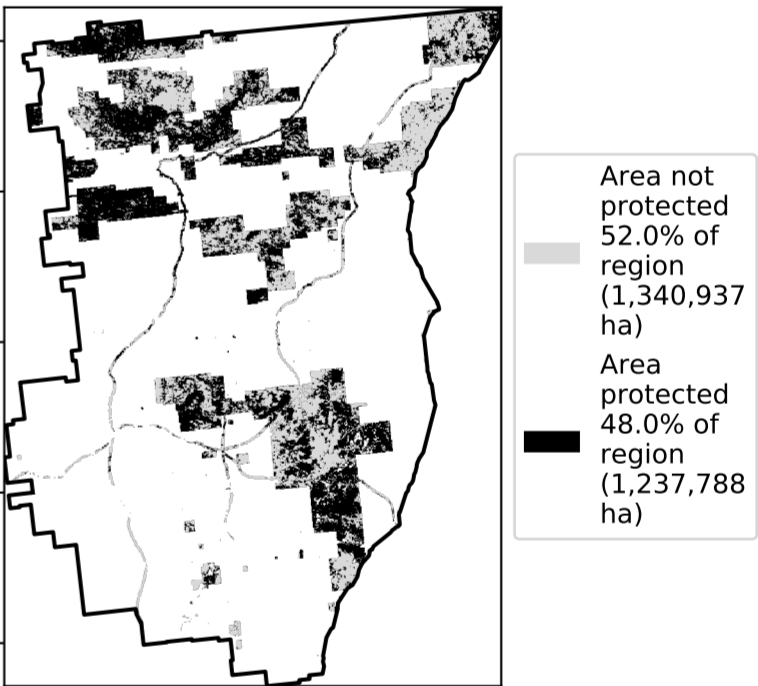 Area not
protected
52.0% of
region
(1,340,937
ha)
Area
protected
48.0% of
region
(1,237,788
ha)